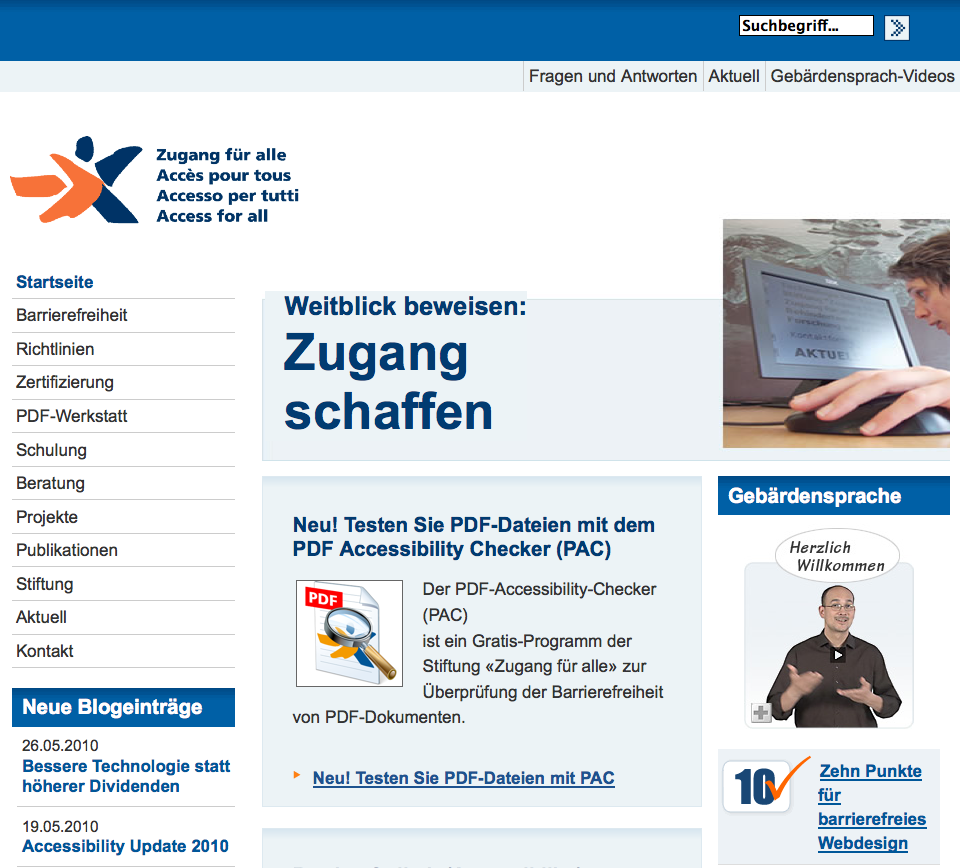 Suchbegriff...
Fragen und Antworten
Aktuell
Gebärdensprach-Videos
Zugang für alle
Accès pour tous
Accesso per tutti
Access for all
Startseite
Barrierefreiheit
Richtlinien
Zertifizierung
PDF-Werkstatt
Schulung
Beratung
Projekte
Publikationen
Stiftung
Aktuell
Kontakt
Neue Blogeinträge
26.05.2010
Bessere Technologie statt
höherer Dividenden
19.05.2010
Accessibility Update 2010
Weitblick beweisen:
Zugang
schaffen
AKTUEL
Neu! Testen Sie PDF-Dateien mit dem
PDF Accessibility Checker (PAC)
PDF
Der PDF-Accessibility-Checker
(PAC)
ist ein Gratis-Programm der
Stiftung «Zugang für alle» zur
Überprüfung der Barrierefreiheit
von PDF-Dokumenten.
Neu! Testen Sie PDF-Dateien mit PAC
Gebärdensprache
Herzlich
Willkommen
10
Zehn Punkte
für
barrierefreies
Webdesign